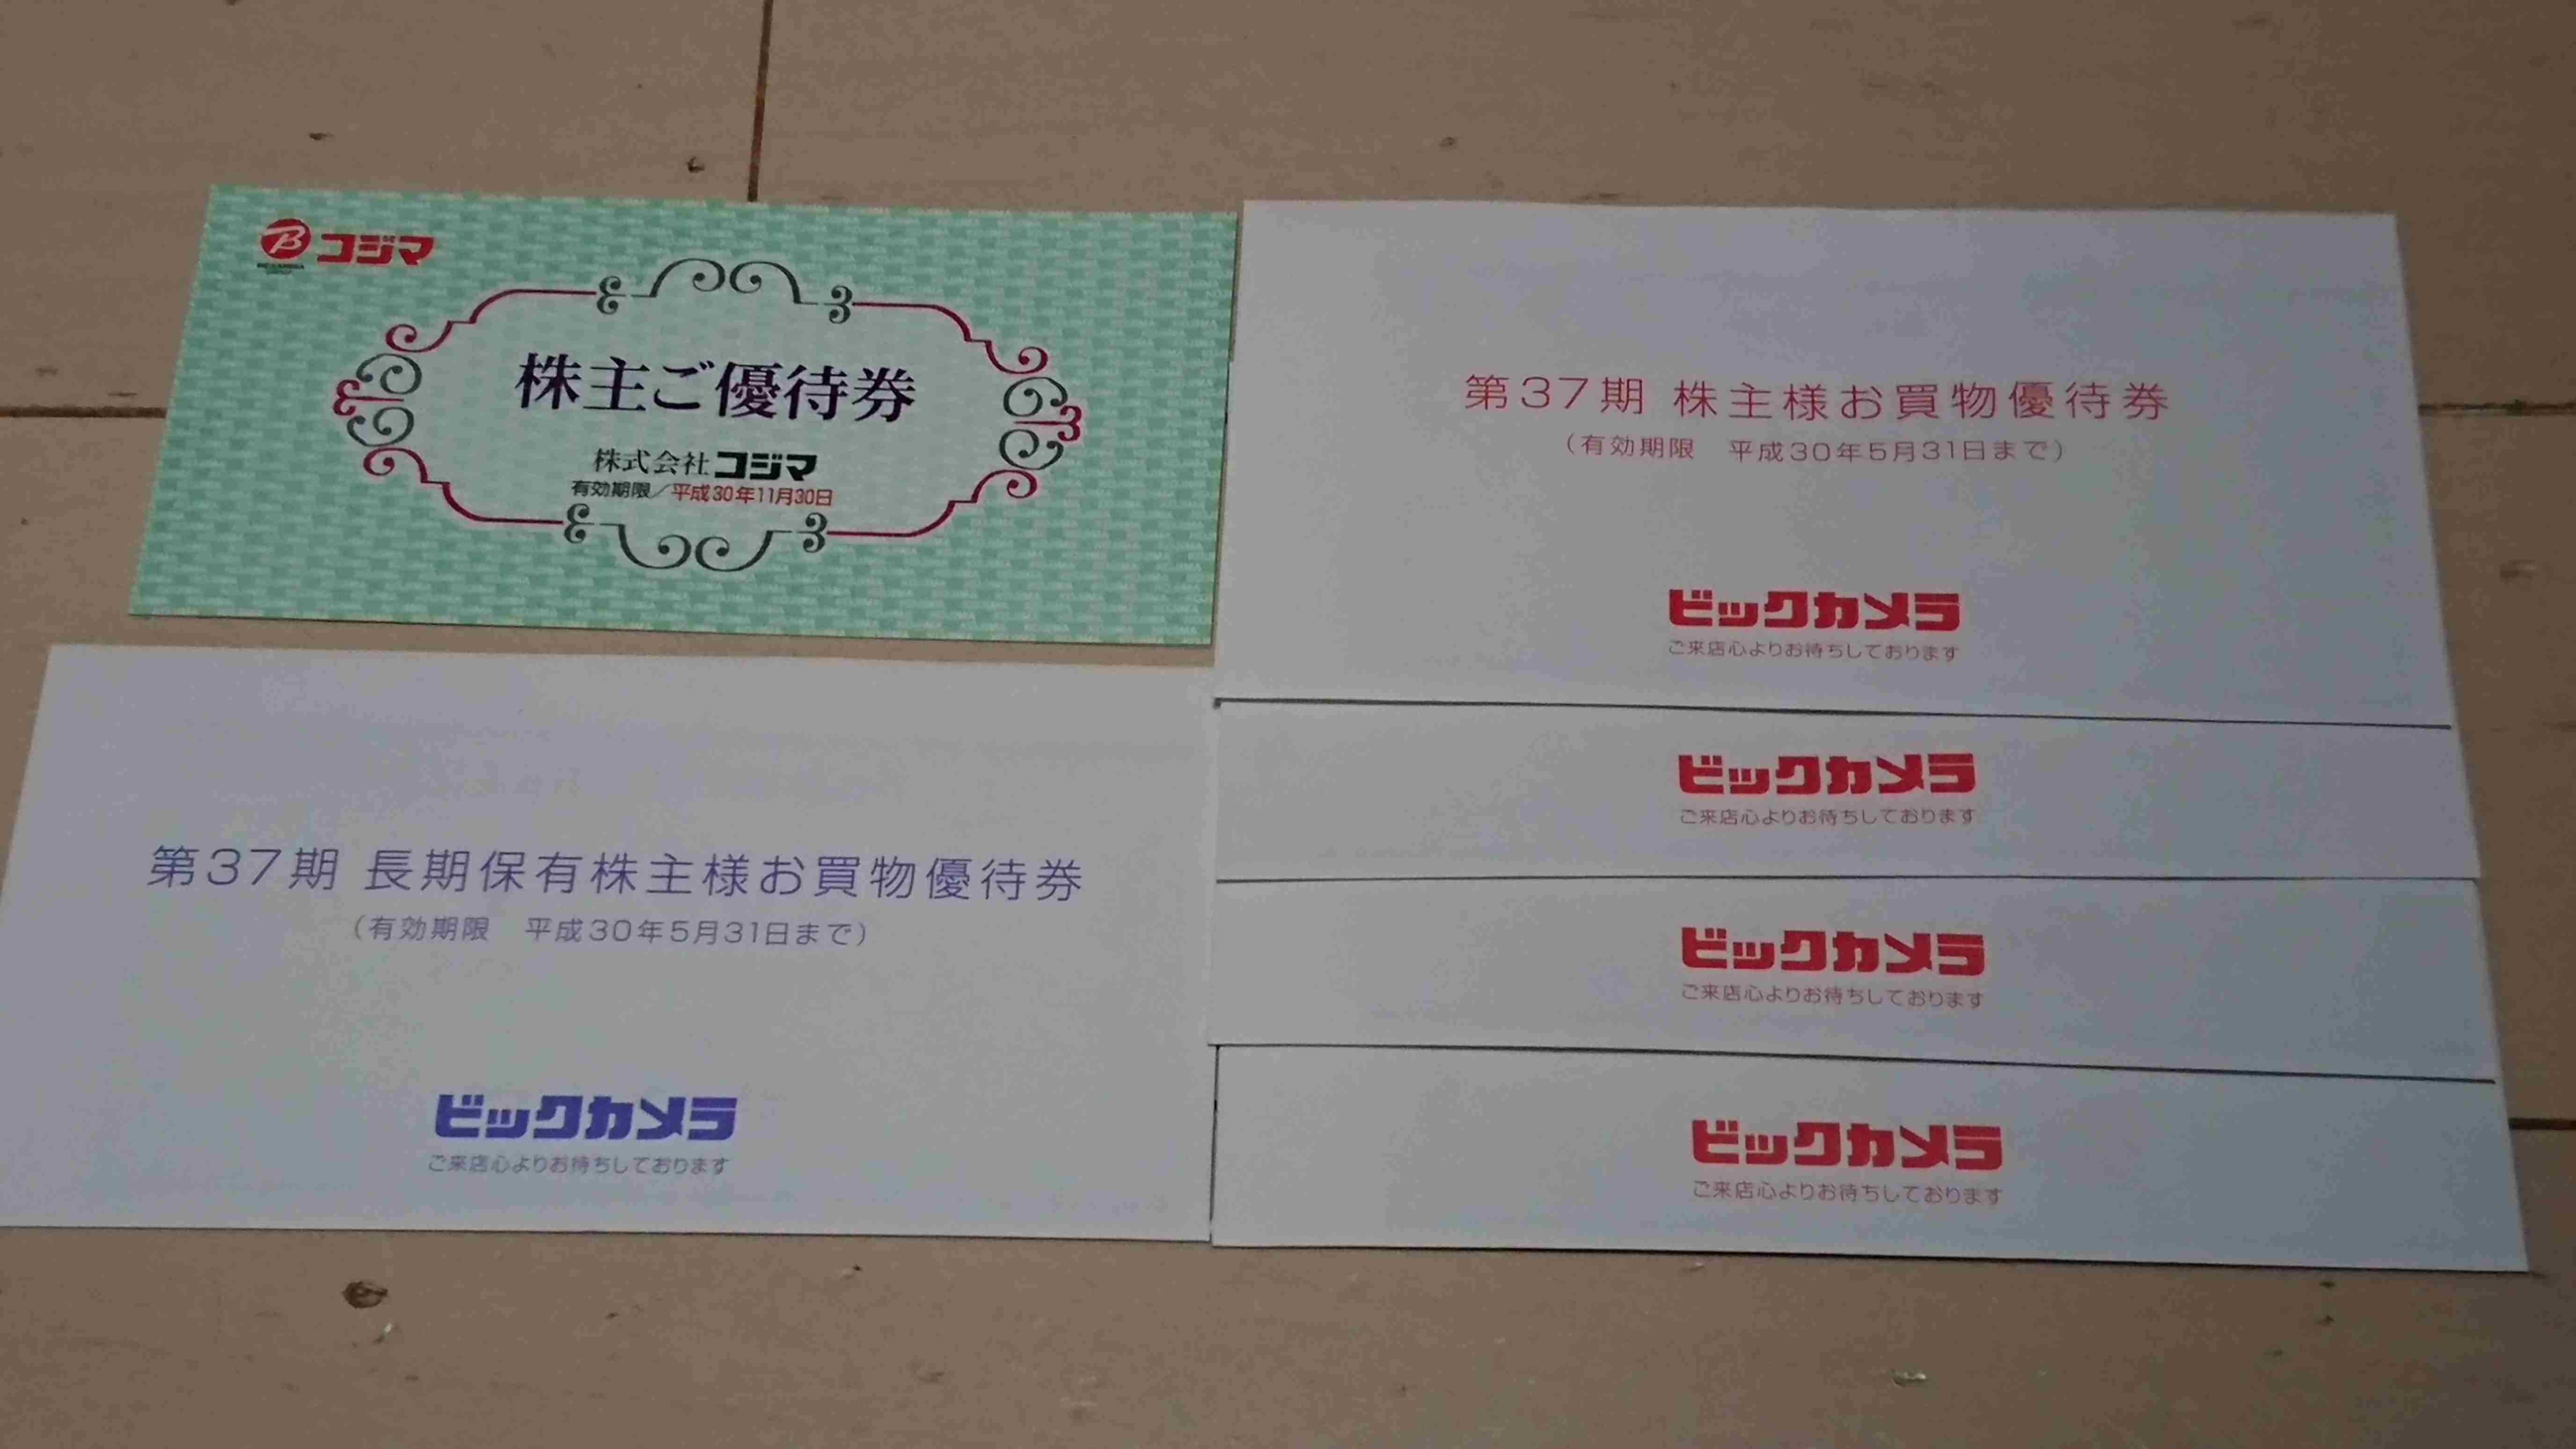 コジマ
株主ご優待券
株式会社コジマ
有効期限/平成30年11月30日
第37期 株主様お買物優待券
(有効期限 平成30年5月31日まで)
ビックカメラ
ご来店心よりお待ちしております
ビックカメラ
ご来店心よりお待ちしております
ビックカメラ
ご来店心よりお待ちしております
ビックカメラ
ご来店心よりお待ちしております
第37期 長期保有株主様お買物優待券
(有効期限 平成30年5月31日まで)
ビックカメラ
ご来店心よりお待ちしております